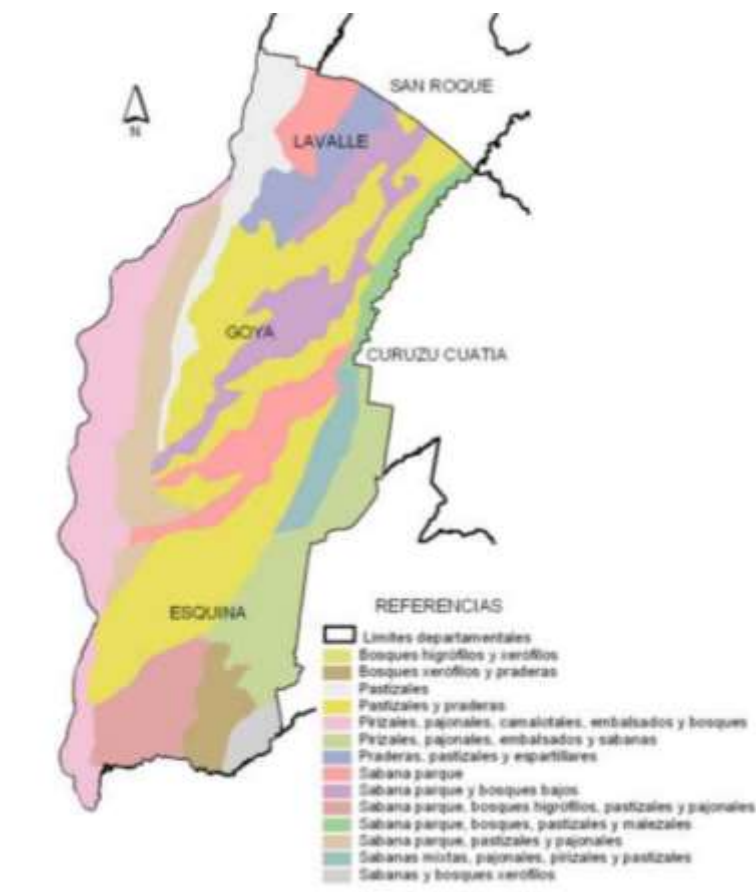 SAN ROQUE
N
LAVALLE
GOYA
CURUZU CUATIA
ESQUINA
REFERENCIAS
Límites departamentales
Bosques higrófilos y xerófilos
Bosques xerófilos y praderas
Pastizales
Pastizales y praderas
Pirizales, pajonales, camalotales, embalsados y bosques
Pirizales, pajonales, embalsados y sabanas
Praderas, pastizales y espartillares
Sabana parque
Sabana parque y bosques bajos
Sabana parque, bosques higrófilos, pastizales y pajonales
Sabana parque, bosques, pastizales y malezales
Sabana parque, pastizales y pajonales
Sabanas mixtas, pajonales, pirizales y pastizales
Sabanas y bosques xerófilos